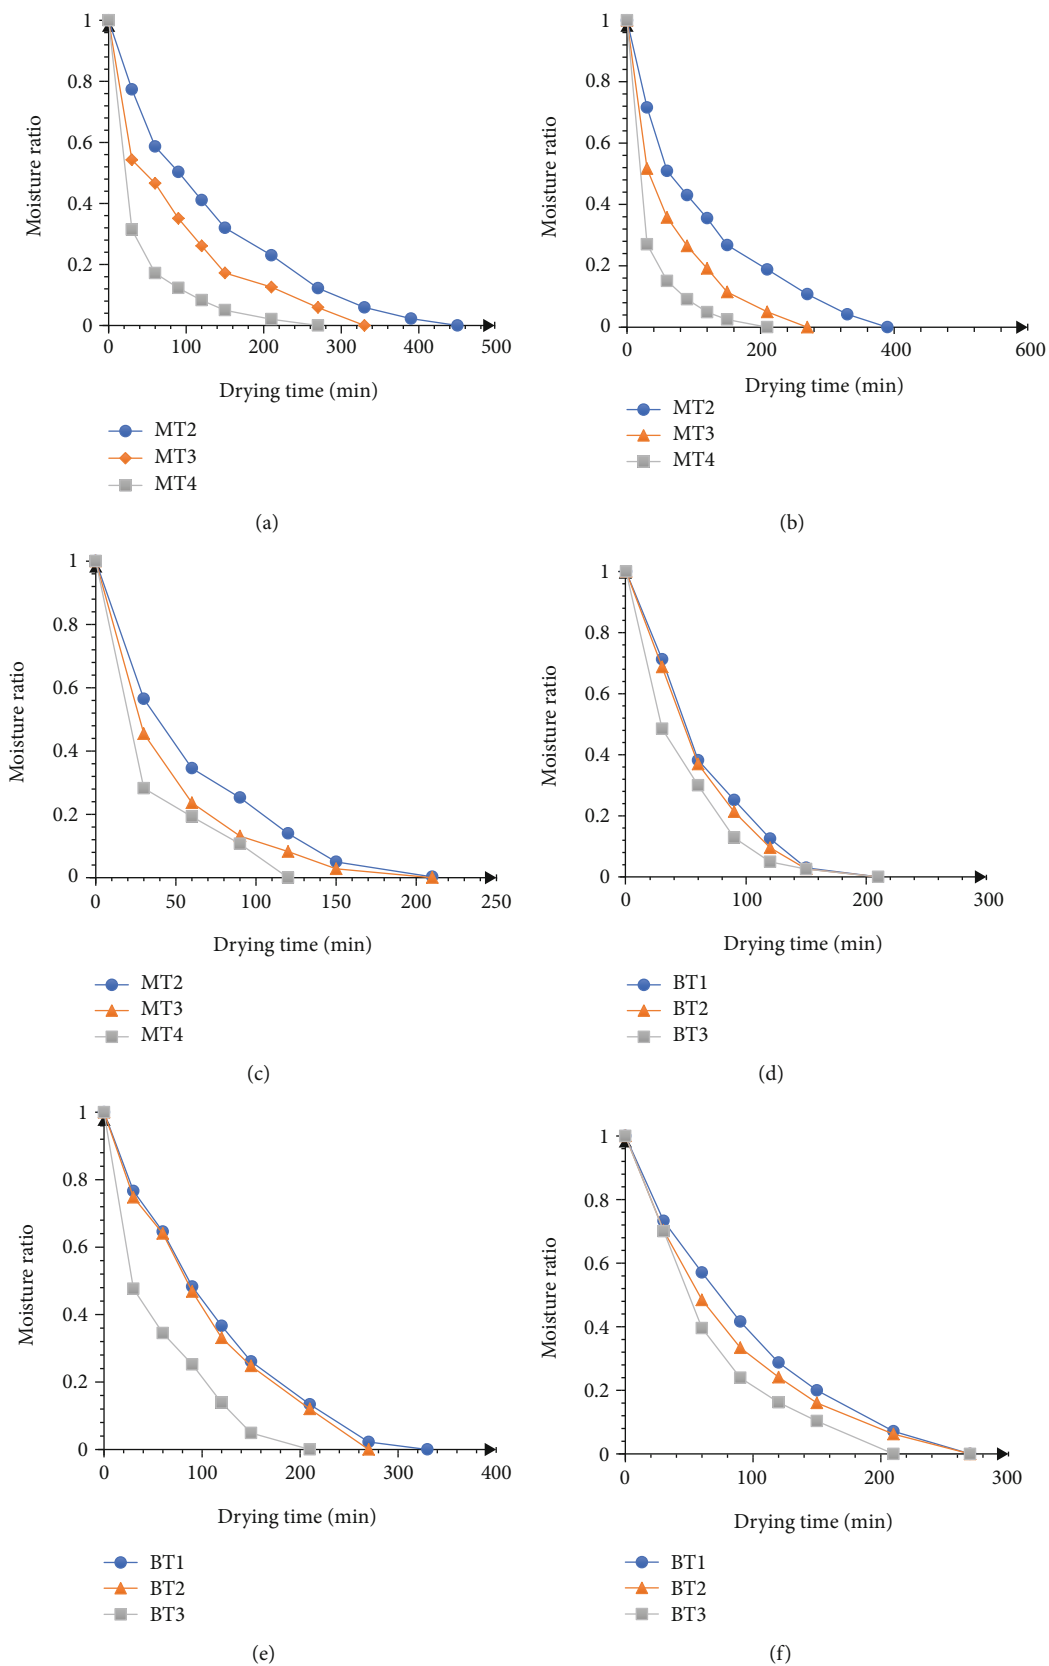 1
0.8
0.6
0.4
0.2
0
0 100 200 300 400 500
Moisture ratio
Drying time (min)
MT2
MT3
MT4
(a)
1
0.8
0.6
0.4
0.2
0
0 200 400 600
Moisture ratio
Drying time (min)
MT2
MT3
MT4
(b)
1
0.8
0.6
0.4
0.2
0
0 50 100 150 200 250
Moisture ratio
Drying time (min)
MT2
MT3
MT4
(c)
1
0.8
0.6
0.4
0.2
0
0 100 200 300
Moisture ratio
Drying time (min)
BT1
BT2
BT3
(d)
1
0.8
0.6
0.4
0.2
0
0 100 200 300 400
Moisture ratio
Drying time (min)
BT1
BT2
BT3
(e)
1
0.8
0.6
0.4
0.2
0
0 100 200 300
Moisture ratio
Drying time (min)
BT1
BT2
BT3
(f)